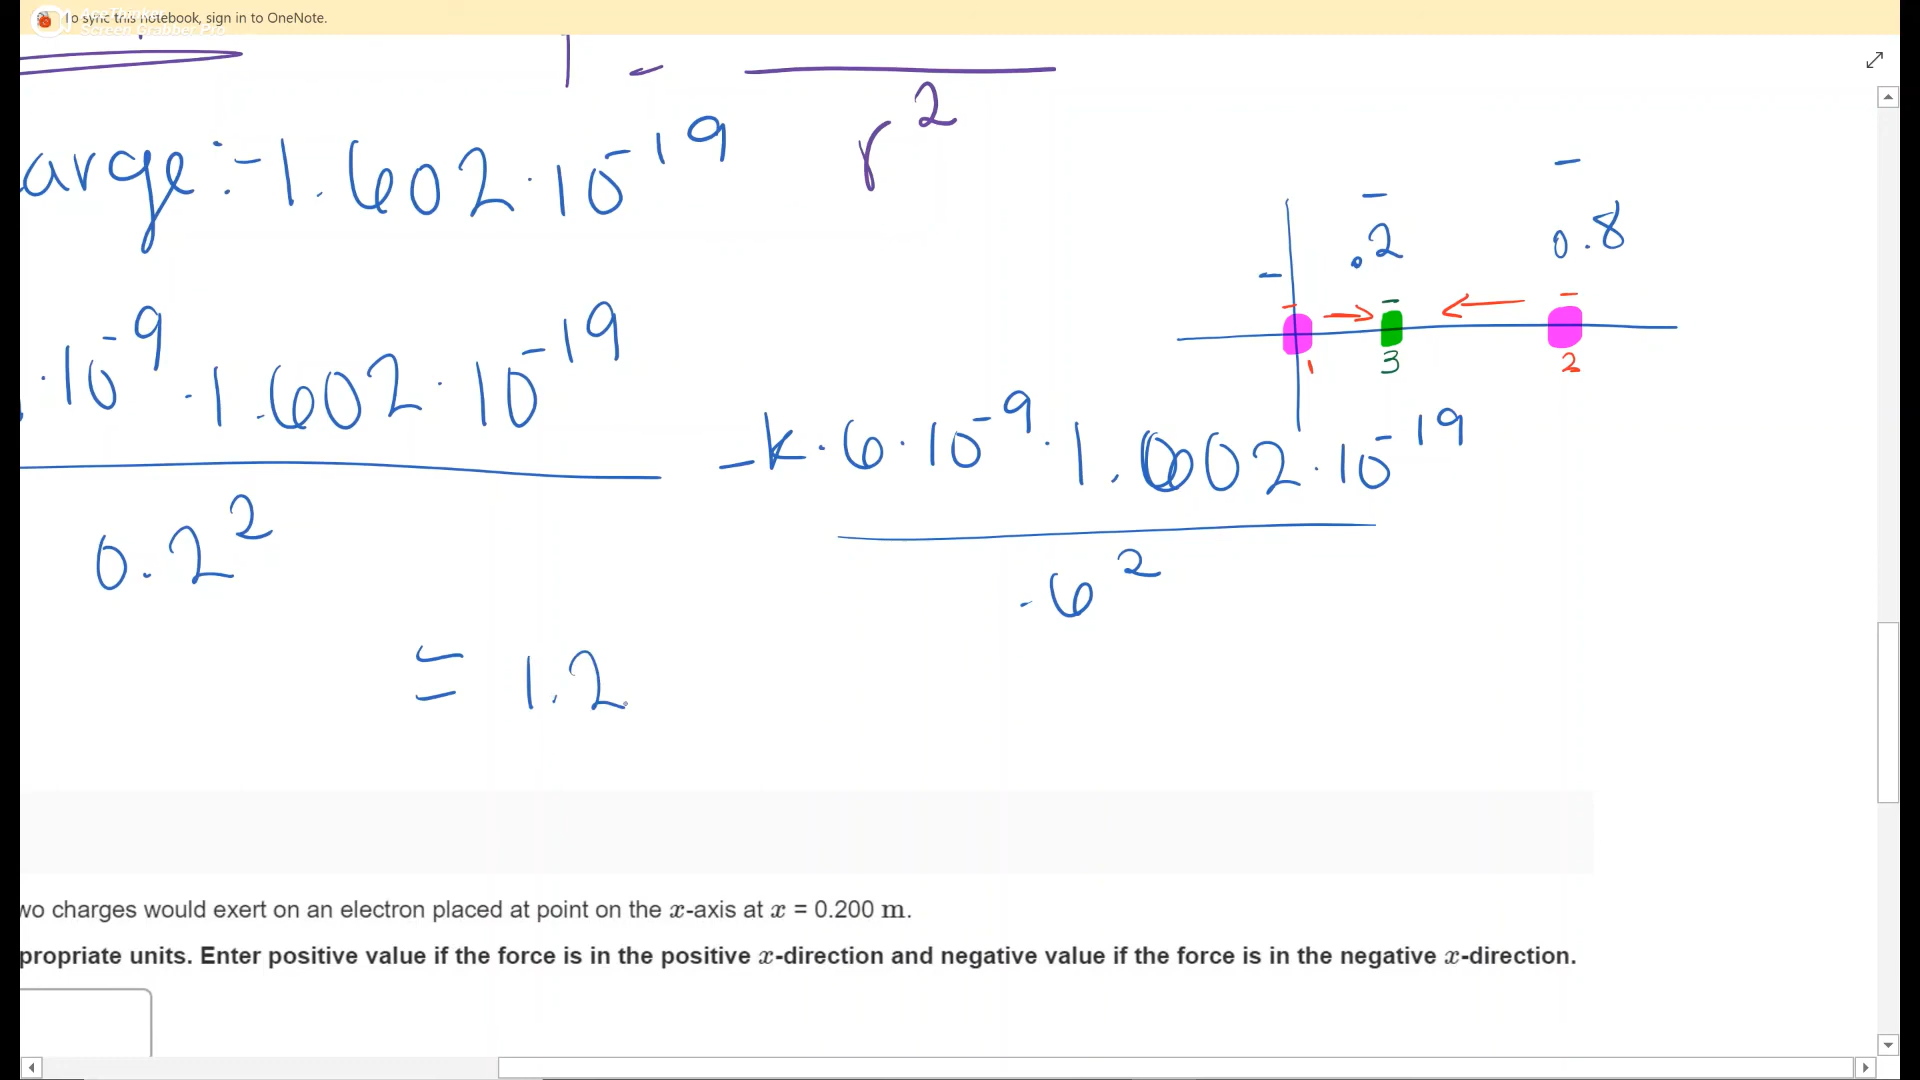 To sync this notebook, sign in to OneNote.
AceThinker
Screen Grabber Pro
r²
arge: -1.602·10⁻¹⁹
-
-
.2
0.8
-
-
-
-
1
3
2
·10⁻⁹·1.602·10⁻¹⁹
0.2²
-k·6·10⁻⁹·1.602·10⁻¹⁹
.6²
= 1.2
wo charges would exert on an electron placed at point on the x-axis at x = 0.200 m.
propriate units. Enter positive value if the force is in the positive x-direction and negative value if the force is in the negative x-direction.